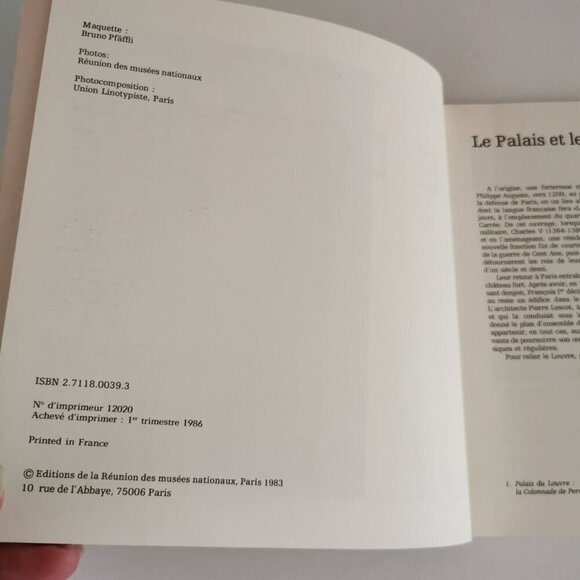 Maquette :
Bruno Pfäffli
Photos :
Réunion des musées nationaux
Photocomposition :
Union Linotypiste, Paris
ISBN 2.7118.0039.3
N° d'imprimeur 12020
Achevé d'imprimer : 1er trimestre 1986
Printed in France
© Editions de la Réunion des musées nationaux, Paris 1983
10 rue de l'Abbaye, 75006 Paris
Le Palais et le
A l'origine, une forteresse
Philippe Auguste, vers 1200, au
la défense de Paris, en un lieu
dont la langue française fera
jours, à l'emplacement du
Carrée. De cet ouvrage,
militaire, Charles V (1364-
et en l'aménageant, une
nouvelle fonction fut de
de la guerre de Cent Ans, puis
détournèrent les rois de
d'un siècle et demi.
Leur retour à Paris
château fort. Après avoir, en
sant donjon, François Ier
au reste un édifice dans le
L'architecte Pierre Lescot,
et qui la conduisit sous
donné le plan d'ensemble
appartenir, en tout cas,
vants de poursuivre son
siques et régulières.
Pour relier le Louvre,
1. Palais du Louvre :
la Colonnade de